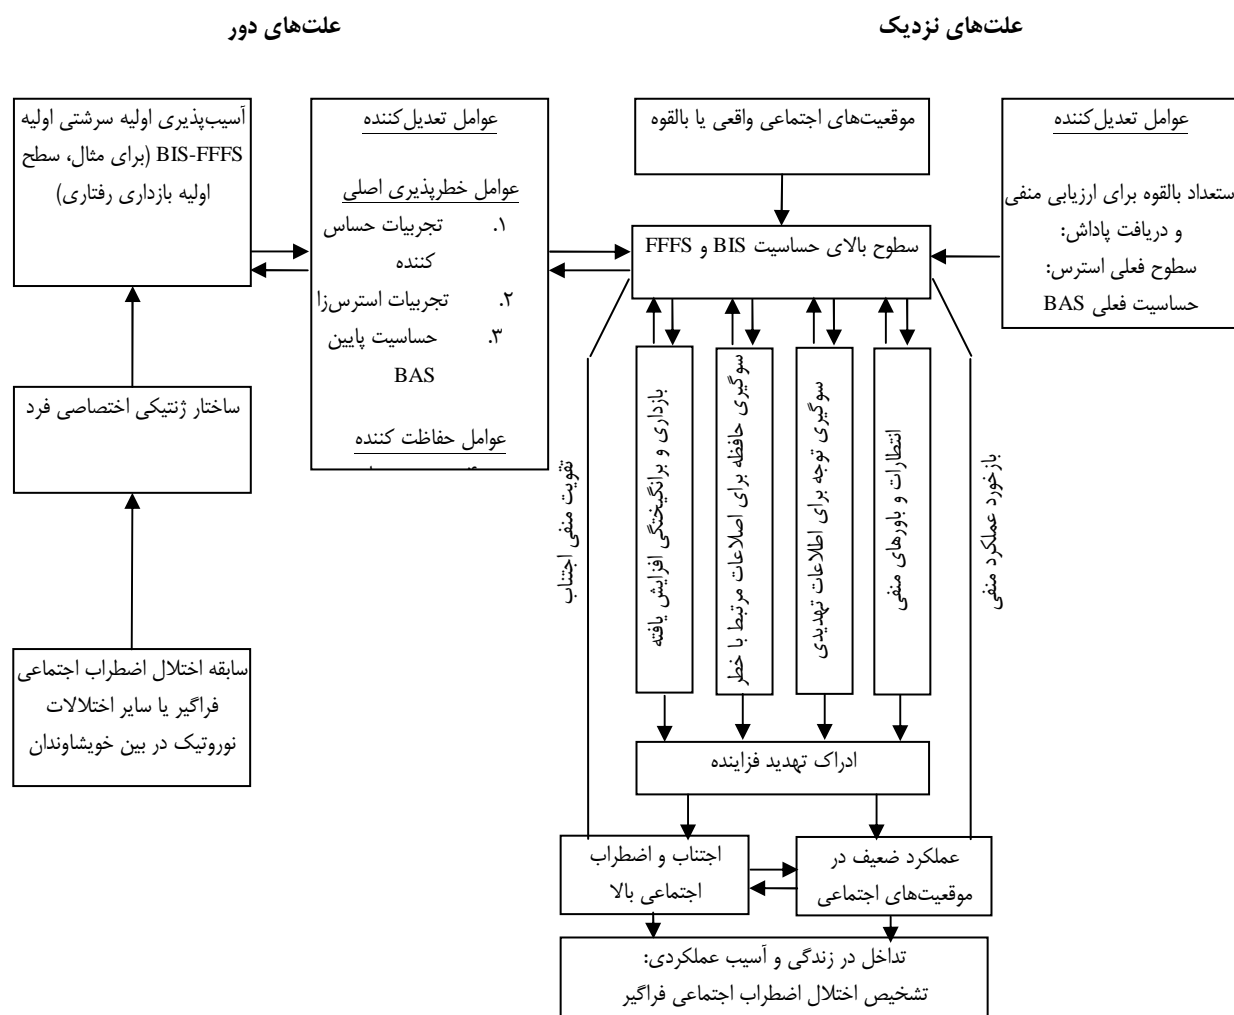 علت‌های نزدیک
علت‌های دور
عوامل تعدیل‌کننده
ستعداد بالقوه برای ارزیابی منفی
و دریافت پاداش:
سطوح فعلی استرس:
حساسیت فعلی BAS
موقعیت‌های اجتماعی واقعی یا بالقوه
سطوح بالای حساسیت BIS و FFFS
عوامل تعدیل‌کننده
عوامل خطرپذیری اصلی
۱. تجربیات حساس
کننده
۲. تجربیات استرس‌زا
۳. حساسیت پایین
BAS
عوامل حفاظت کننده
آسیب‌پذیری اولیه سرشتی اولیه
BIS-FFFS (برای مثال، سطح
اولیه بازداری رفتاری)
ساختار ژنتیکی اختصاصی فرد
سابقه اختلال اضطراب اجتماعی
فراگیر یا سایر اختلالات
نوروتیک در بین خویشاوندان
بازخورد عملکرد منفی
انتظارات و باورهای منفی
سوگیری توجه برای اطلاعات تهدیدی
سوگیری حافظه برای اصلاعات مرتبط با خطر
بازداری و برانگیختگی افزایش یافته
تقویت منفی اجتناب
ادراک تهدید فزاینده
عملکرد ضعیف در
موقعیت‌های اجتماعی
اجتناب و اضطراب
اجتماعی بالا
تداخل در زندگی و آسیب عملکردی:
تشخیص اختلال اضطراب اجتماعی فراگیر